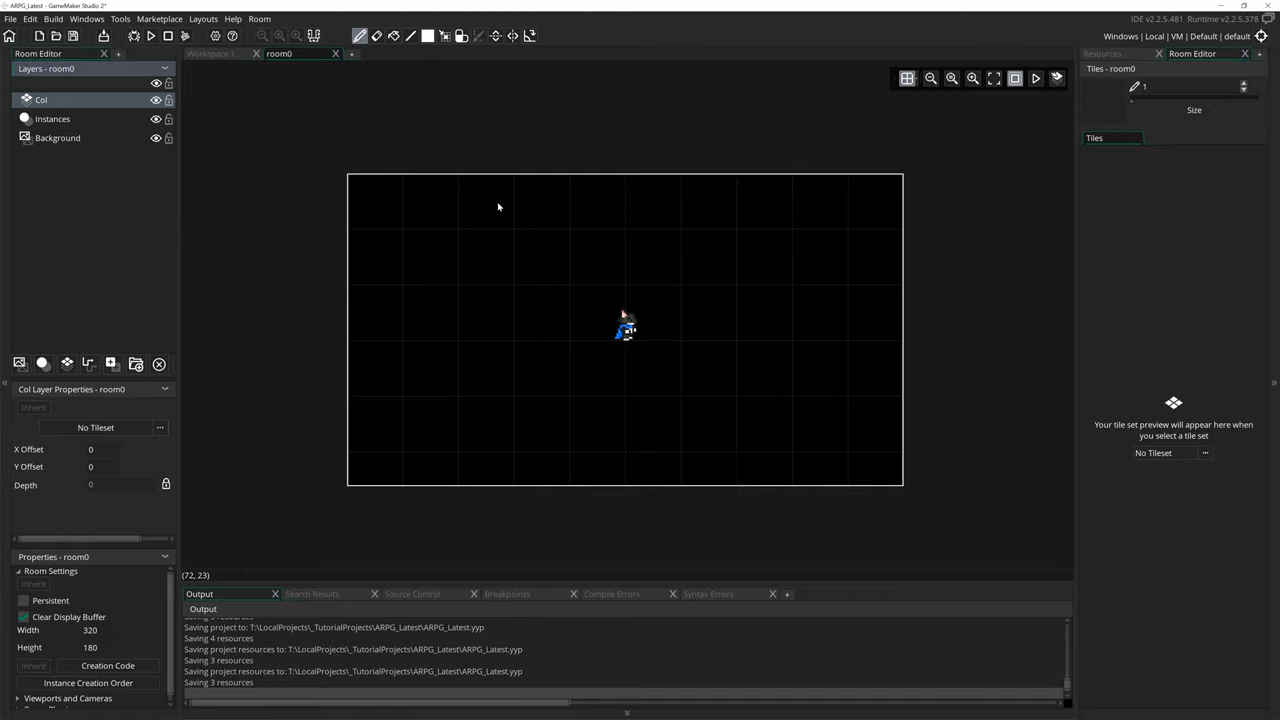 ARPG_Latest - GameMaker Studio 2*
File Edit Build Windows Tools Marketplace Layouts Help Room
IDE v2.2.5.481 Runtime v2.2.5.378
Windows | Local | VM | Default | default
Room Editor
Workspace 1
room0
Resources
Room Editor
Layers - room0
Tiles - room0
1
Size
Col
Instances
Background
Tiles
Col Layer Properties - room0
Inherit
No Tileset
X Offset 0
Y Offset 0
Depth 0
Your tile set preview will appear here when
you select a tile set
No Tileset
Properties - room0
Room Settings
Inherit
Persistent
Clear Display Buffer
Width 320
Height 180
Inherit
Creation Code
Instance Creation Order
Viewports and Cameras
(72, 23)
Output
Search Results
Source Control
Breakpoints
Compile Errors
Syntax Errors
Output
Saving project to: T:\LocalProjects\_TutorialProjects\ARPG_Latest\ARPG_Latest.yyp
Saving 4 resources
Saving project resources to: T:\LocalProjects\_TutorialProjects\ARPG_Latest\ARPG_Latest.yyp
Saving 3 resources
Saving project resources to: T:\LocalProjects\_TutorialProjects\ARPG_Latest\ARPG_Latest.yyp
Saving 3 resources